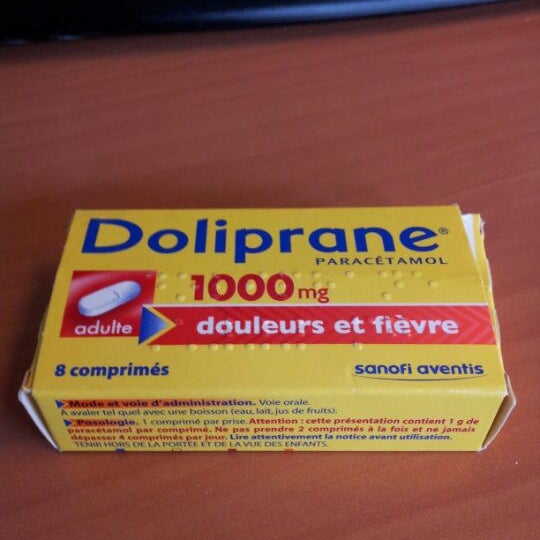 Doliprane®
PARACÉTAMOL
1000 mg
adulte
douleurs et fièvre
8 comprimés
sanofi aventis
Mode et voie d'administration. Voie orale.
A avaler tel quel avec une boisson (eau, lait, jus de fruits).
Posologie. 1 comprimé par prise. Attention : cette présentation contient 1 g de
paracétamol par comprimé. Ne pas prendre 2 comprimés à la fois et ne jamais
dépasser 4 comprimés par jour. Lire attentivement la notice avant utilisation.
TENIR HORS DE LA PORTÉE ET DE LA VUE DES ENFANTS.